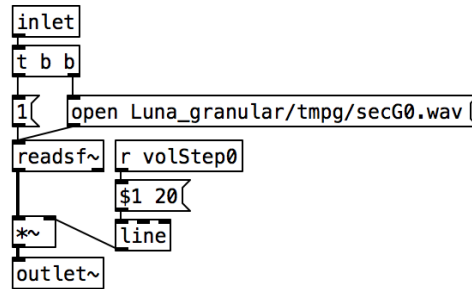 inlet
t b b
1
open Luna_granular/tmpg/secG0.wav
readsf~
r volStep0
$1 20
*~
line
outlet~